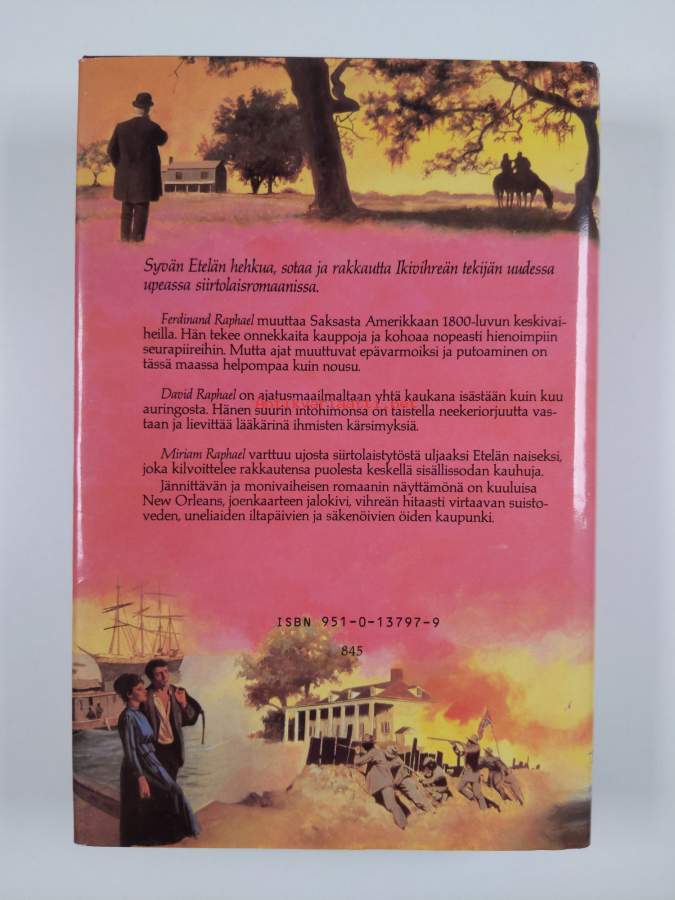 Syvän Etelän hehkua, sotaa ja rakkautta Ikivihreän tekijän uudessa
upeassa siirtolaisromaanissa.
Ferdinand Raphael muuttaa Saksasta Amerikkaan 1800-luvun keskivai-
heilla. Hän tekee onnekkaita kauppoja ja kohoaa nopeasti hienoimpiin
seurapiireihin. Mutta ajat muuttuvat epävarmoiksi ja putoaminen on
tässä maassa helpompaa kuin nousu.
David Raphael on ajatusmaailmaltaan yhtä kaukana isästään kuin kuu
auringosta. Hänen suurin intohimonsa on taistella neekeriorjuutta vas-
taan ja lievittää lääkärinä ihmisten kärsimyksiä.
Miriam Raphael varttuu ujosta siirtolaistytöstä uljaaksi Etelän naiseksi,
joka kilvoittelee rakkautensa puolesta keskellä sisällissodan kauhuja.
Jännittävän ja monivaiheisen romaanin näyttämönä on kuuluisa
New Orleans, joenkaarteen jalokivi, vihreän hitaasti virtaavan suisto-
veden, uneliaiden iltapäivien ja säkenöivien öiden kaupunki.
ISBN 951-0-13797-9
845